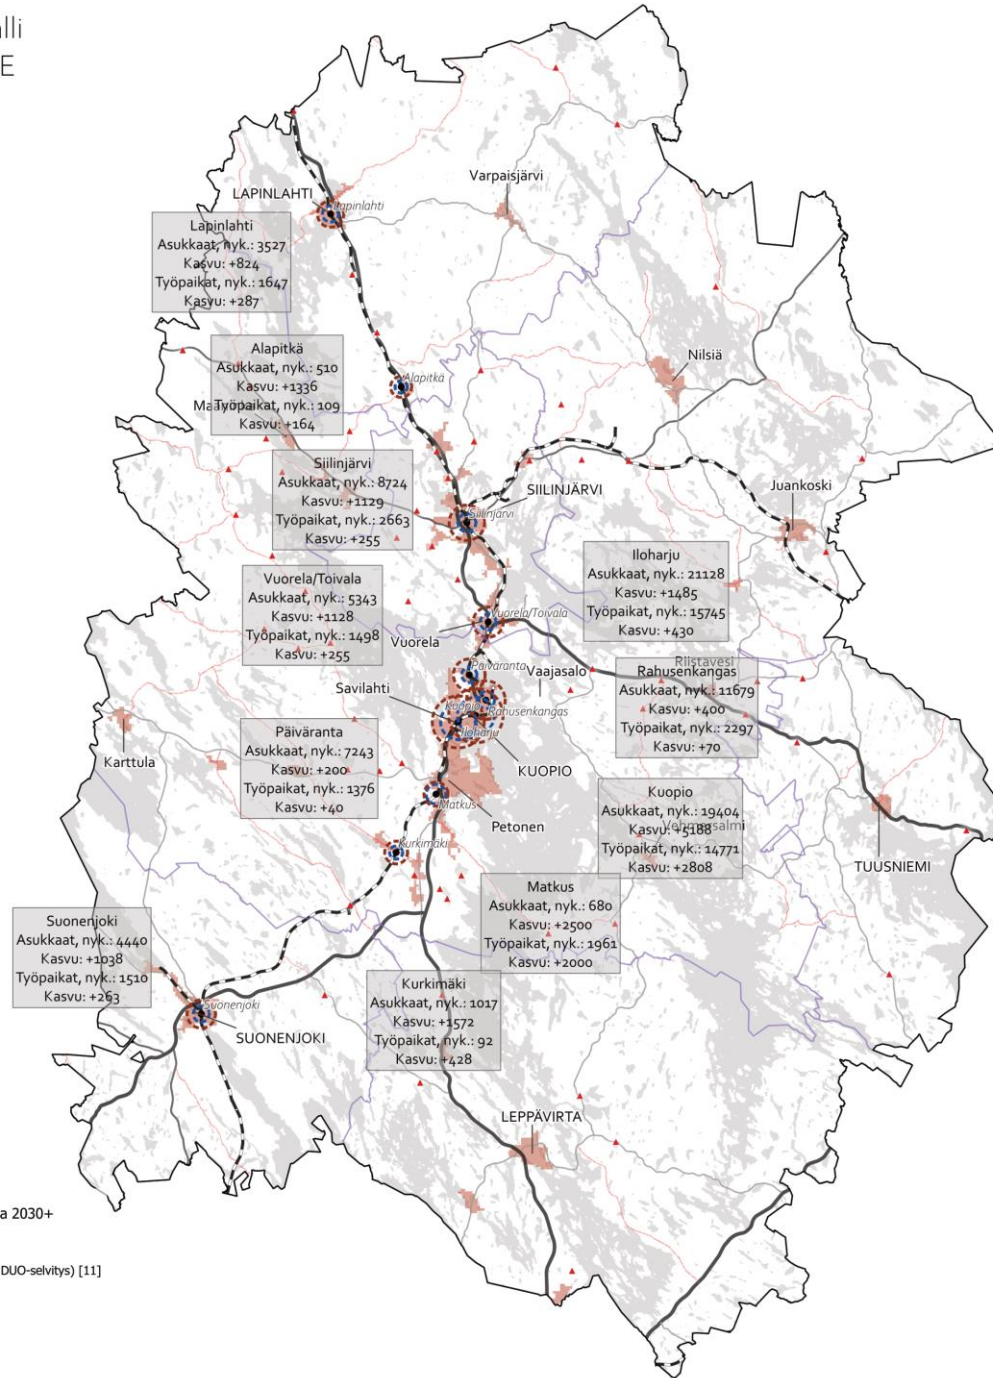 alli
E
Varpaisjärvi
LAPINLAHTI
Lapinlahti
Lapinlahti
Asukkaat, nyk.: 3527
Kasvu: +824
Työpaikat, nyk.: 1647
Kasvu: +287
Nilsiä
Alapitkä
Asukkaat, nyk.: 510
Kasvu: +1336
Työpaikat, nyk.: 109
Kasvu: +164
Alapitkä
Siilinjärvi
Asukkaat, nyk.: 8724
Kasvu: +1129
Työpaikat, nyk.: 2663
Kasvu: +255
SIILINJÄRVI
Siilinjärvi
Juankoski
Iloharju
Asukkaat, nyk.: 21128
Kasvu: +1485
Työpaikat, nyk.: 15745
Kasvu: +430
Vuorela/Toivala
Asukkaat, nyk.: 5343
Kasvu: +1128
Työpaikat, nyk.: 1498
Kasvu: +255
Vuorela/Toivala
Vuorela
Päiväranta
Vaajasalo
Riistavesi
Rahusenkangas
Asukkaat, nyk.: 11679
Kasvu: +400
Työpaikat, nyk.: 2297
Kasvu: +70
Savilahti
Kuopio
Rahusenkangas
Iloharju
Karttula
Päiväranta
Asukkaat, nyk.: 7243
Kasvu: +200
Työpaikat, nyk.: 1376
Kasvu: +40
KUOPIO
Matkus
Petonen
Kuopio
Asukkaat, nyk.: 19404
Kasvu: +5188
Vehmersalmi
Työpaikat, nyk.: 14771
Kasvu: +2808
TUUSNIEMI
Kurkimäki
Matkus
Asukkaat, nyk.: 680
Kasvu: +2500
Työpaikat, nyk.: 1961
Kasvu: +2000
Suonenjoki
Asukkaat, nyk.: 4440
Kasvu: +1038
Työpaikat, nyk.: 1510
Kasvu: +263
Suonenjoki
SUONENJOKI
Kurkimäki
Asukkaat, nyk.: 1017
Kasvu: +1572
Työpaikat, nyk.: 92
Kasvu: +428
LEPPÄVIRTA
a 2030+
DUO-selvitys) [11]